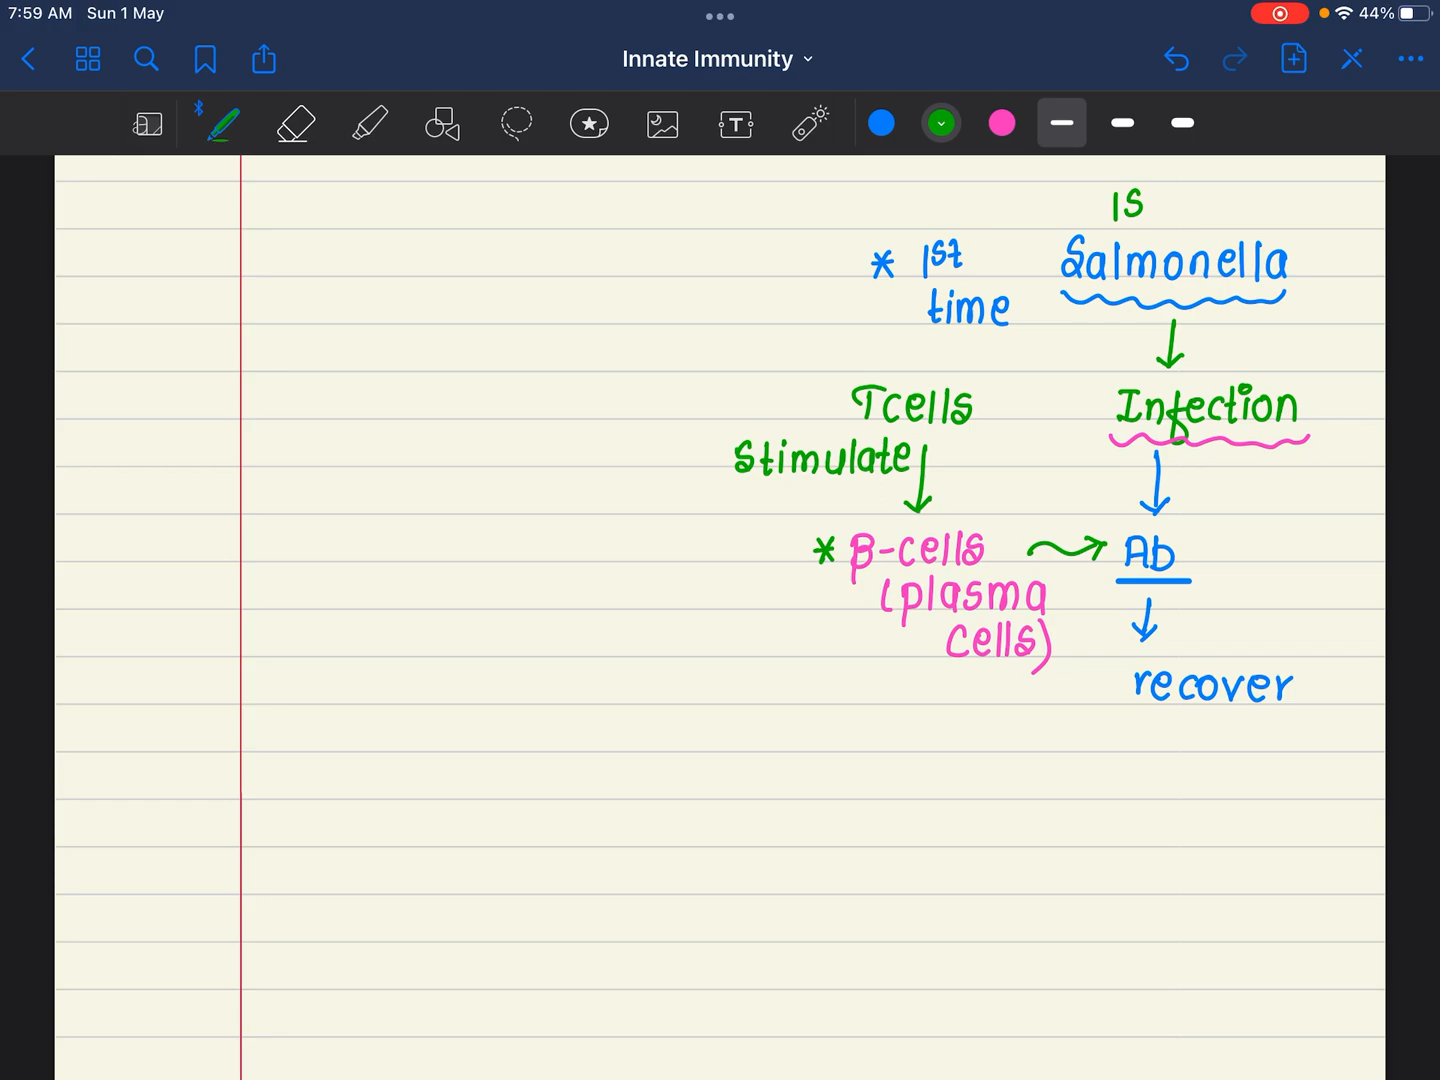 7:59 AM Sun 1 May
44%
Innate Immunity
T
1S
* 1st Salmonella
time
Tcells Infection
Stimulate
* β-cells Ab
(plasma
cells)
recover